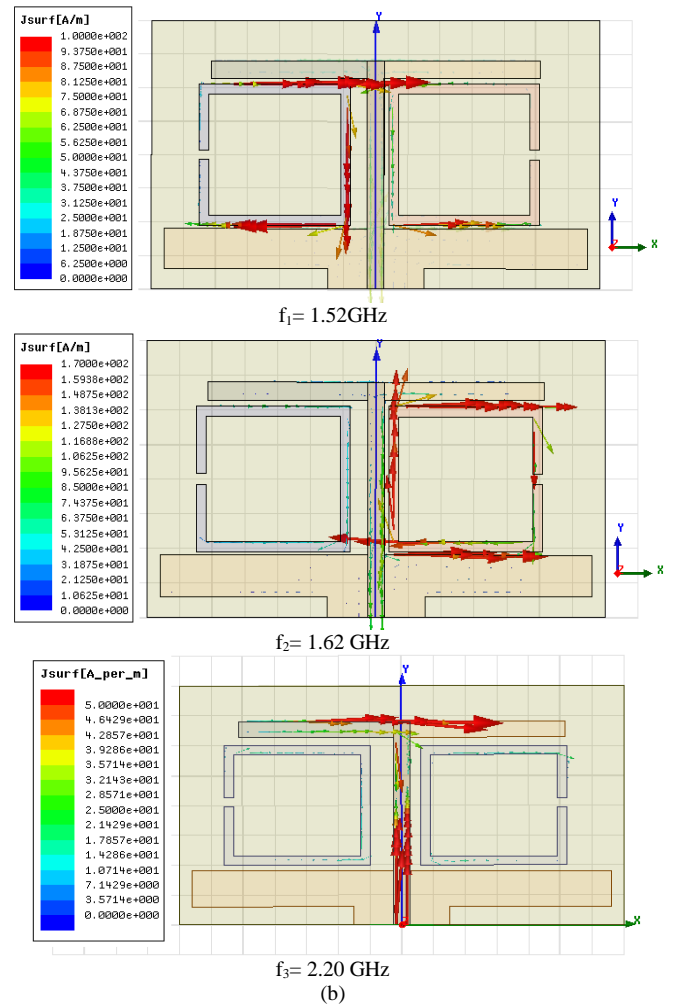 Jsurf[A/m]
1.0000e+002
9.3750e+001
8.7500e+001
8.1250e+001
7.5000e+001
6.8750e+001
6.2500e+001
5.6250e+001
5.0000e+001
4.3750e+001
3.7500e+001
3.1250e+001
2.5000e+001
1.8750e+001
1.2500e+001
6.2500e+000
0.0000e+000
Y
Y
X
Z
f1= 1.52GHz
Jsurf[A/m]
1.7000e+002
1.5938e+002
1.4875e+002
1.3813e+002
1.2750e+002
1.1688e+002
1.0625e+002
9.5625e+001
8.5000e+001
7.4375e+001
6.3750e+001
5.3125e+001
4.2500e+001
3.1875e+001
2.1250e+001
1.0625e+001
0.0000e+000
Y
Y
X
Z
f2= 1.62 GHz
Jsurf[A_per_m]
5.0000e+001
4.6429e+001
4.2857e+001
3.9286e+001
3.5714e+001
3.2143e+001
2.8571e+001
2.5000e+001
2.1429e+001
1.7857e+001
1.4286e+001
1.0714e+001
7.1429e+000
3.5714e+000
0.0000e+000
Y
X
f3= 2.20 GHz
(b)